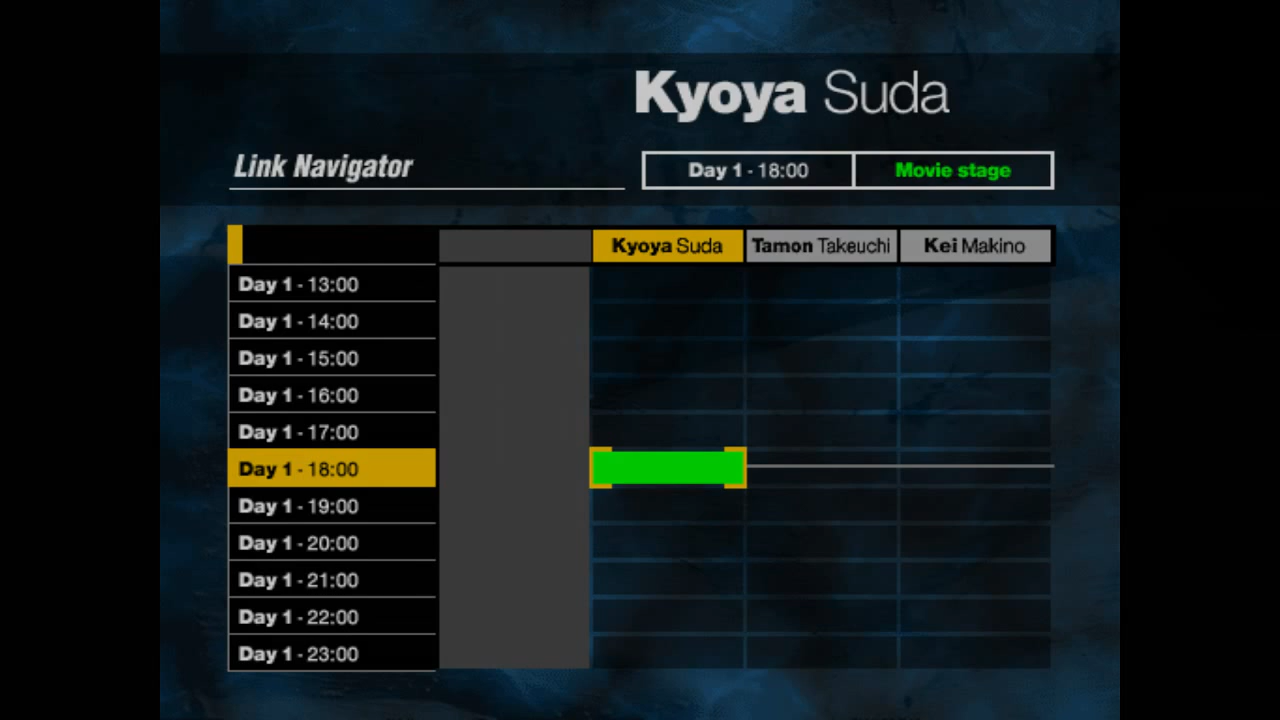 Kyoya Suda
Link Navigator
Day 1 - 18:00
Movie stage
Kyoya Suda
Tamon Takeuchi
Kei Makino
Day 1 - 13:00
Day 1 - 14:00
Day 1 - 15:00
Day 1 - 16:00
Day 1 - 17:00
Day 1 - 18:00
Day 1 - 19:00
Day 1 - 20:00
Day 1 - 21:00
Day 1 - 22:00
Day 1 - 23:00